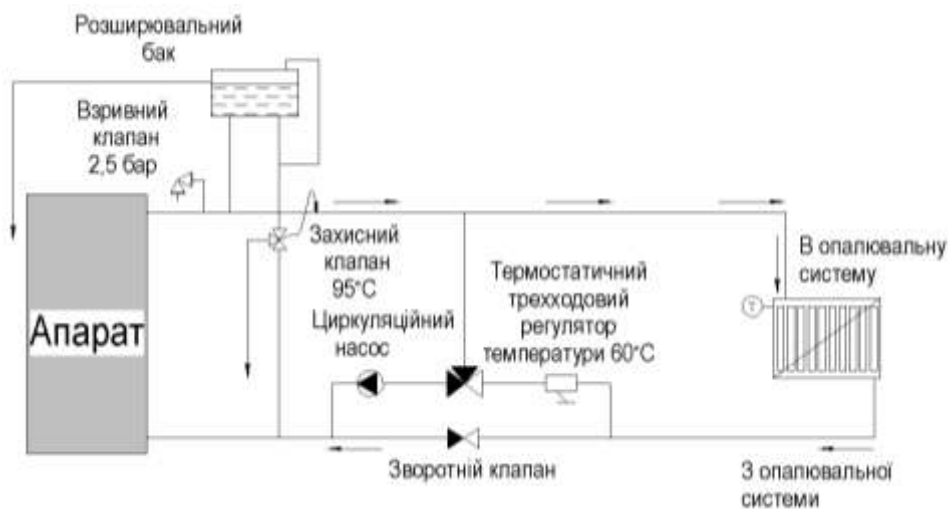 Розширювальний
бак
Взривний
клапан
2,5 бар
Захисний
клапан
95°С
Циркуляційний
насос
Термостатичний
трехходовий
регулятор
температури 60°С
В опалювальну
систему
Т
Апарат
Зворотній клапан
З опалювальної
системи